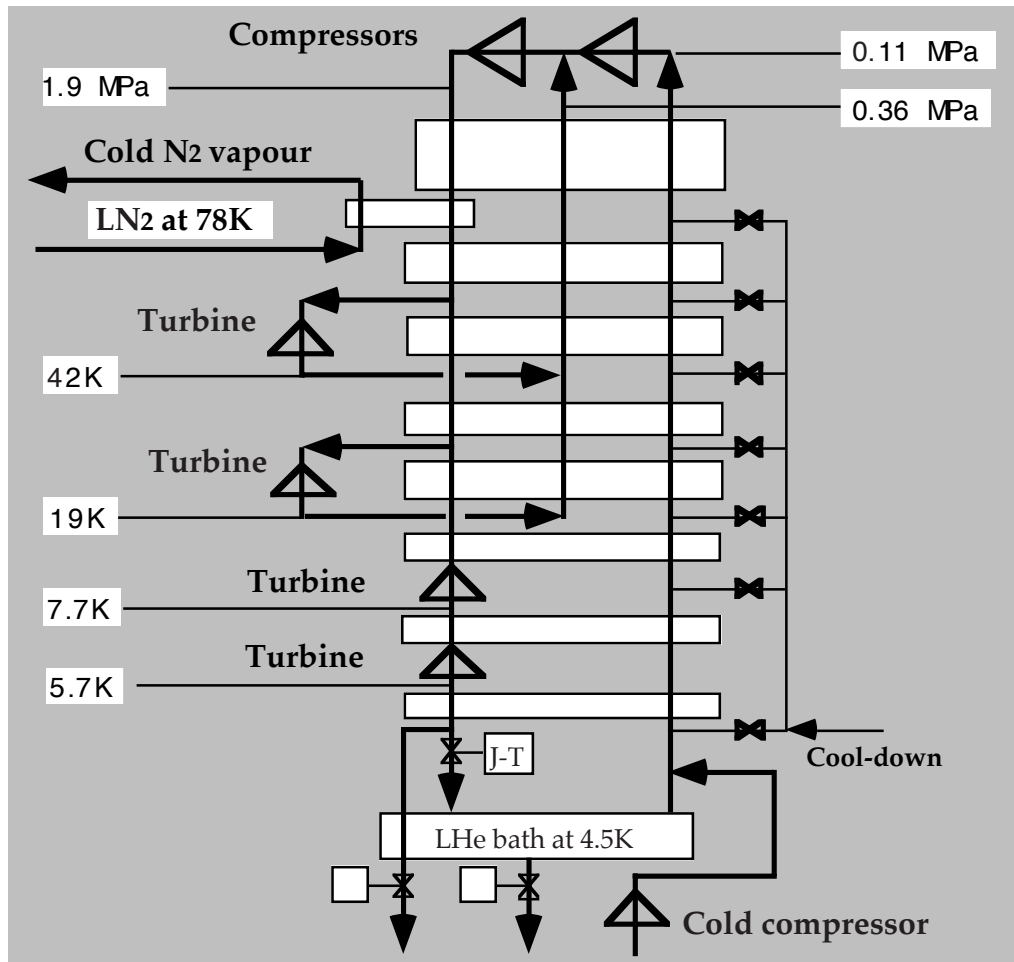 Compressors
0.11 MPa
1.9 MPa
0.36 MPa
Cold N2 vapour
LN2 at 78K
Turbine
42K
Turbine
19K
Turbine
7.7K
Turbine
5.7K
J-T
Cool-down
LHe bath at 4.5K
Cold compressor